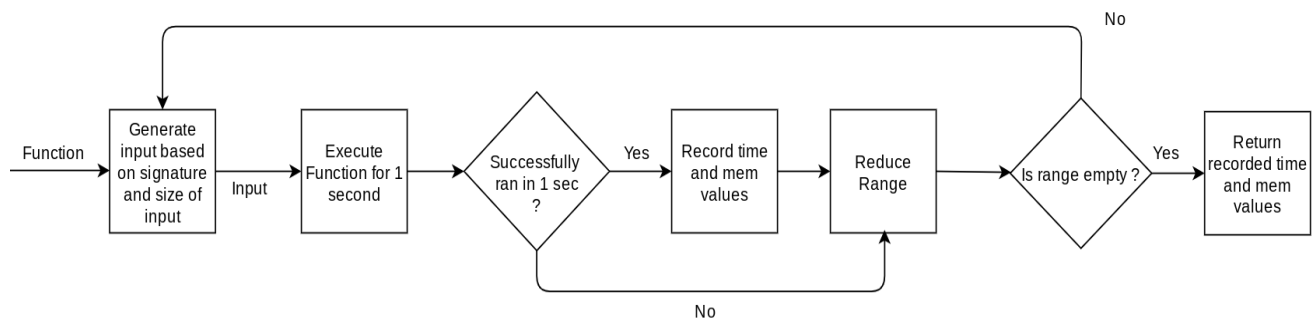 No
Function
Generate
input based
on signature
and size of
input
Input
Execute
Function for 1
second
Successfully
ran in 1 sec
?
Yes
Record time
and mem
values
Reduce
Range
Is range empty ?
Yes
Return
recorded time
and mem
values
No